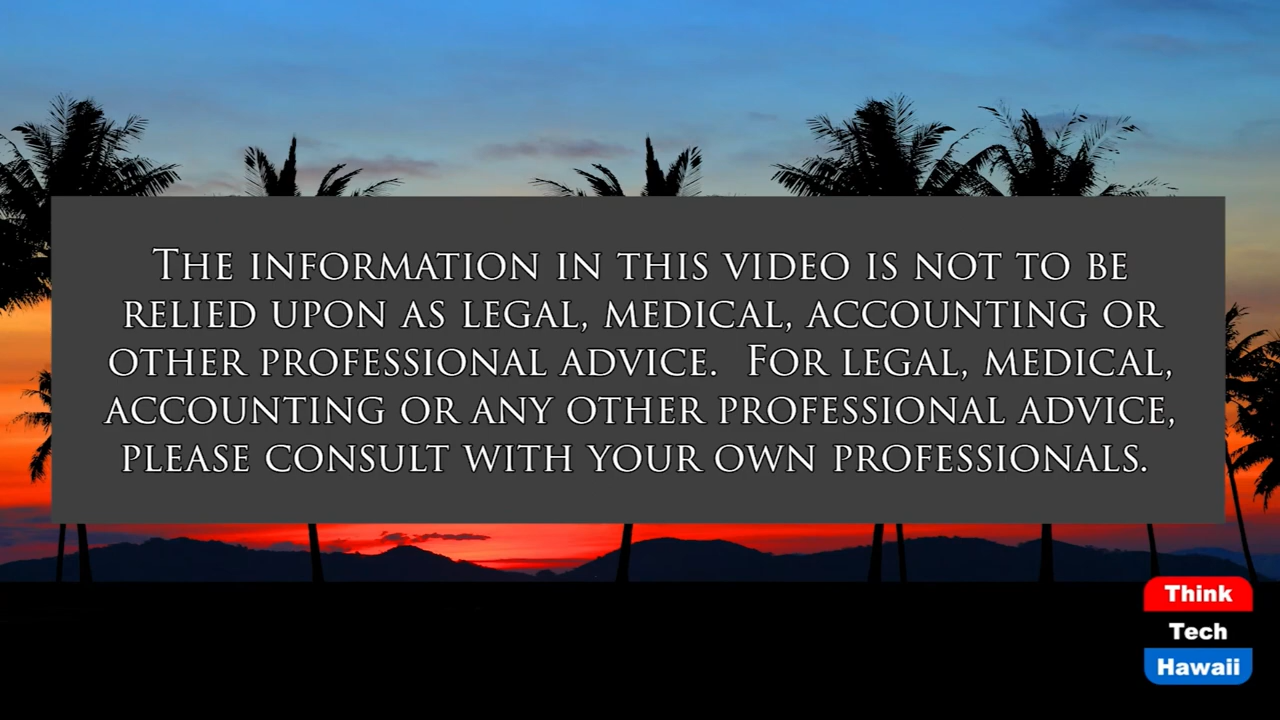 The information in this video is not to be
relied upon as legal, medical, accounting or
other professional advice.  For legal, medical,
accounting or any other professional advice,
please consult with your own professionals.
Think
Tech
Hawaii